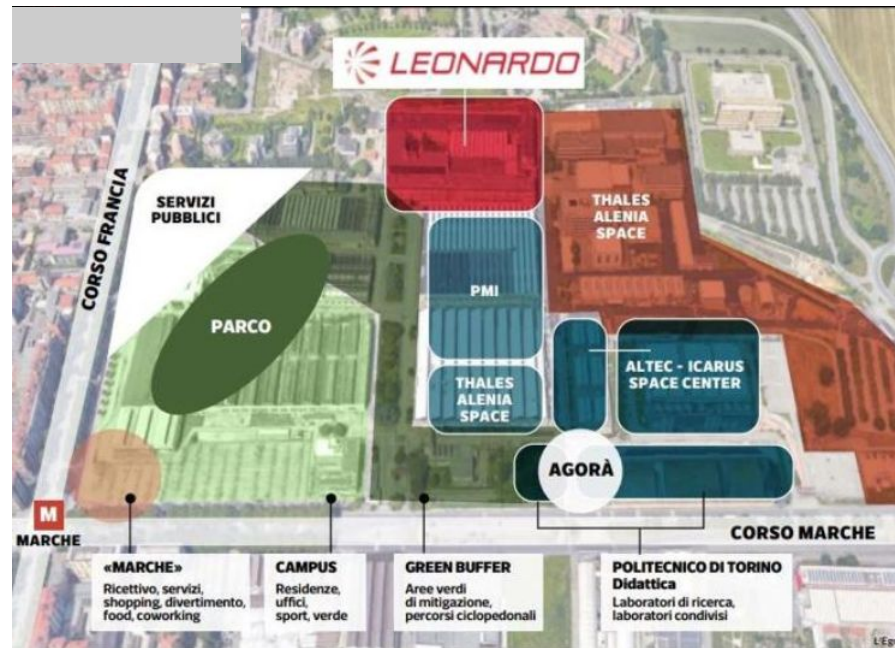 LEONARDO
CORSO FRANCIA
SERVIZI
PUBBLICI
THALES
ALENIA
SPACE
PMI
PARCO
THALES
ALENIA
SPACE
ALTEC - ICARUS
SPACE CENTER
AGORÀ
M
MARCHE
CORSO MARCHE
«MARCHE»
Ricettivo, servizi,
shopping, divertimento,
food, coworking
CAMPUS
Residenze,
uffici,
sport, verde
GREEN BUFFER
Aree verdi
di mitigazione,
percorsi ciclopedonali
POLITECNICO DI TORINO
Didattica
Laboratori di ricerca,
laboratori condivisi